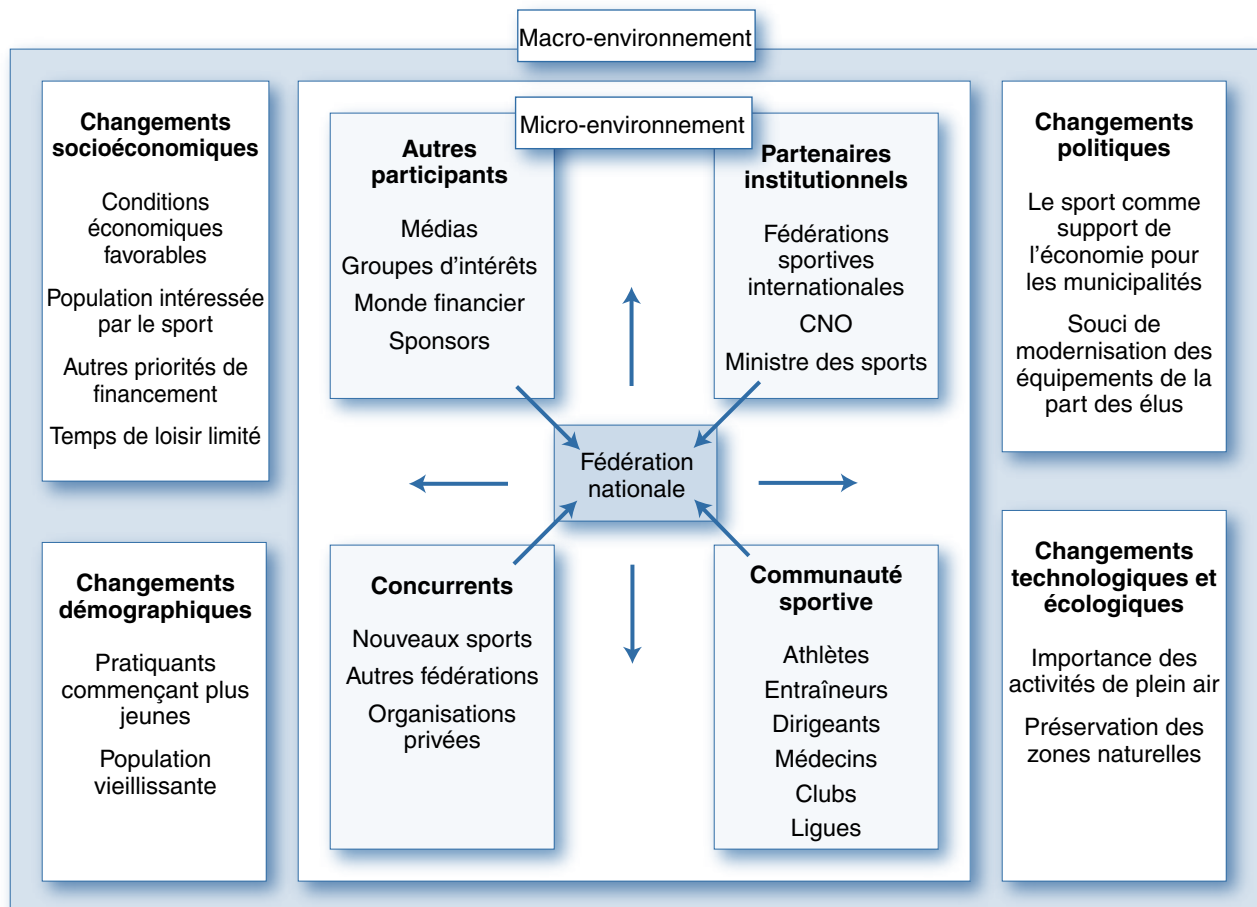 Macro-environnement
Changements
socioéconomiques
Conditions
économiques
favorables
Population intéressée
par le sport
Autres priorités de
financement
Temps de loisir limité
Changements
démographiques
Pratiquants
commençant plus
jeunes
Population
vieillissante
Micro-environnement
Autres
participants
Médias
Groupes d'intérêts
Monde financier
Sponsors
Partenaires
institutionnels
Fédérations
sportives
internationales
CNO
Ministre des sports
Fédération
nationale
Concurrents
Nouveaux sports
Autres fédérations
Organisations
privées
Communauté
sportive
Athlètes
Entraîneurs
Dirigeants
Médecins
Clubs
Ligues
Changements
politiques
Le sport comme
support de
l'économie pour
les municipalités
Souci de
modernisation des
équipements de la
part des élus
Changements
technologiques et
écologiques
Importance des
activités de plein air
Préservation des
zones naturelles